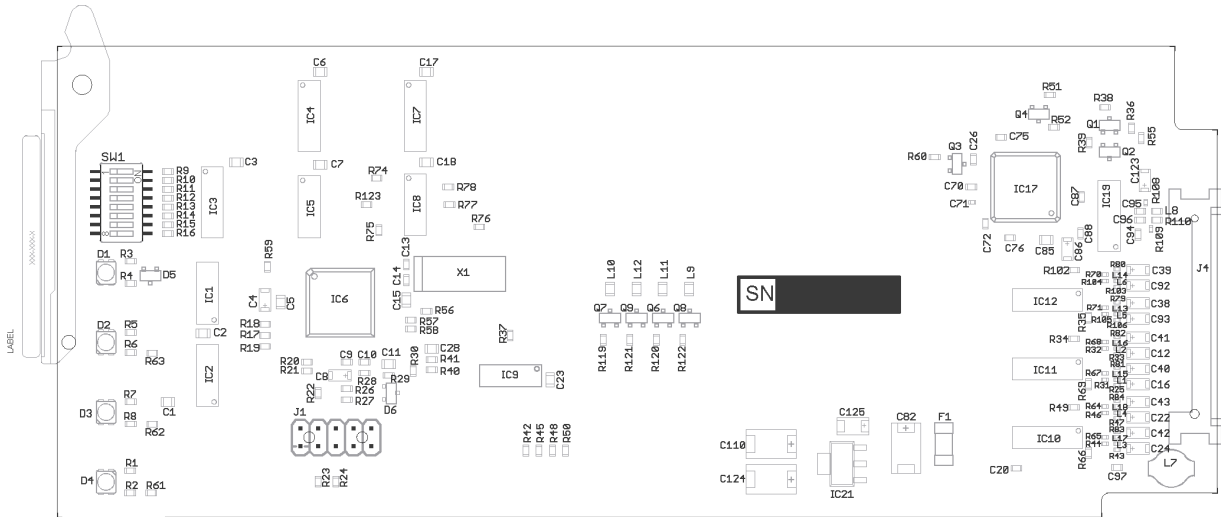 C6
C17
R51
R38
Q4
R36
Q1
R52
IC4
IC7
R55
R39
C75
C26
Q3
Q2
SW1
R60
C3
C7
C18
R74
R9
R10
R11
R12
R13
R14
R15
R16
1
ON
8
IC3
IC5
R123
IC8
R78
R77
R75
R76
C70
C71
IC17
C87
C123
R108
IC19
C95
C96
L8
R110
C94
R109
C72
C76
C85
C86
C88
XXX-XXX-X
D1
R3
R4
D5
R59
C13
C14
C15
X1
IC1
C4
C5
IC6
L10
L12
L11
L9
SN
R102
R80
R70
L14
R104
L6
R103
C39
C92
J4
Q7
Q9
Q6
Q8
IC12
R79
R71
L13
L5
R105
R106
R35
C38
C93
LABEL
D2
R5
R6
R63
C2
R18
R17
R19
R56
R57
R58
R37
R119
R121
R120
R122
R34
R82
R68
L16
R32
L2
R33
C41
C12
IC2
R20
R21
C9
C10
C11
C28
R41
R40
R30
C8
R28
R29
R26
R27
R22
D6
IC9
C23
IC11
R81
R67
L15
R31
L1
R25
R69
C40
C16
D3
R7
R8
R62
C1
J1
R49
R84
R64
L18
R46
L4
R47
C43
C22
C125
C82
F1
C110
IC10
R83
R65
L17
R44
L3
R43
R66
C42
C24
R42
R45
R48
R50
D4
R1
R2
R61
R23
R24
C124
IC21
C20
C97
L7